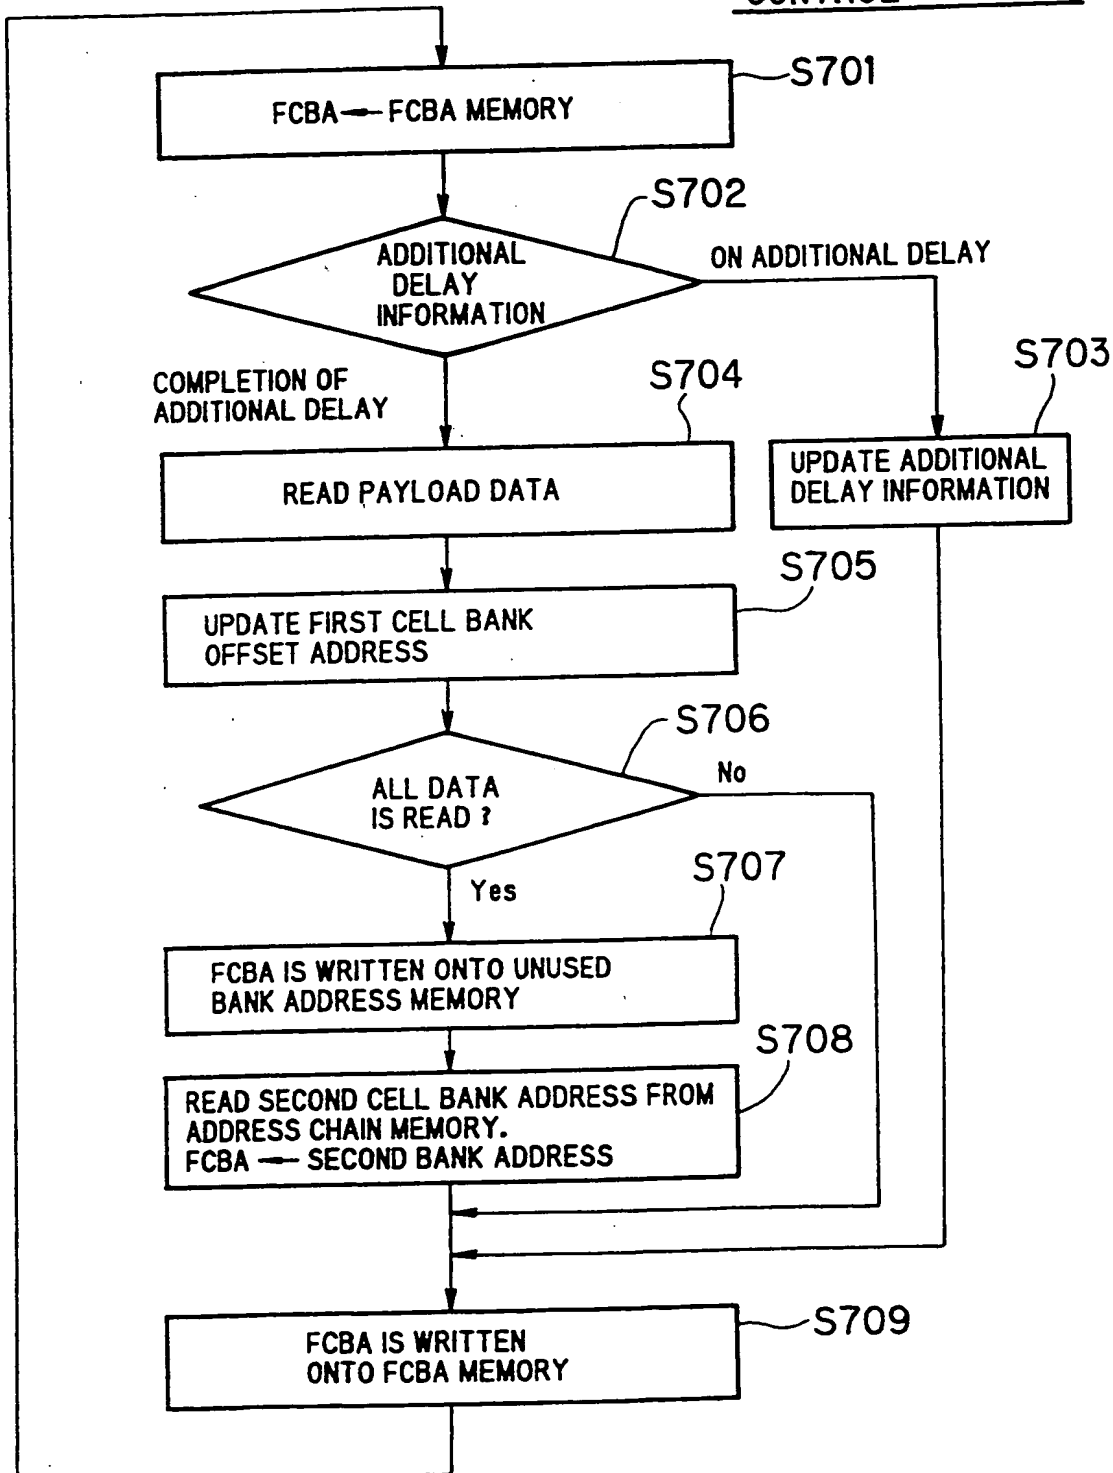 S701
FCBA ← FCBA MEMORY
S702
ADDITIONAL
DELAY
INFORMATION
ON ADDITIONAL DELAY
COMPLETION OF
ADDITIONAL DELAY
S704
S703
READ PAYLOAD DATA
UPDATE ADDITIONAL
DELAY INFORMATION
S705
UPDATE FIRST CELL BANK
OFFSET ADDRESS
S706
ALL DATA
IS READ ?
No
Yes
S707
FCBA IS WRITTEN ONTO UNUSED
BANK ADDRESS MEMORY
S708
READ SECOND CELL BANK ADDRESS FROM
ADDRESS CHAIN MEMORY.
FCBA ← SECOND BANK ADDRESS
S709
FCBA IS WRITTEN
ONTO FCBA MEMORY